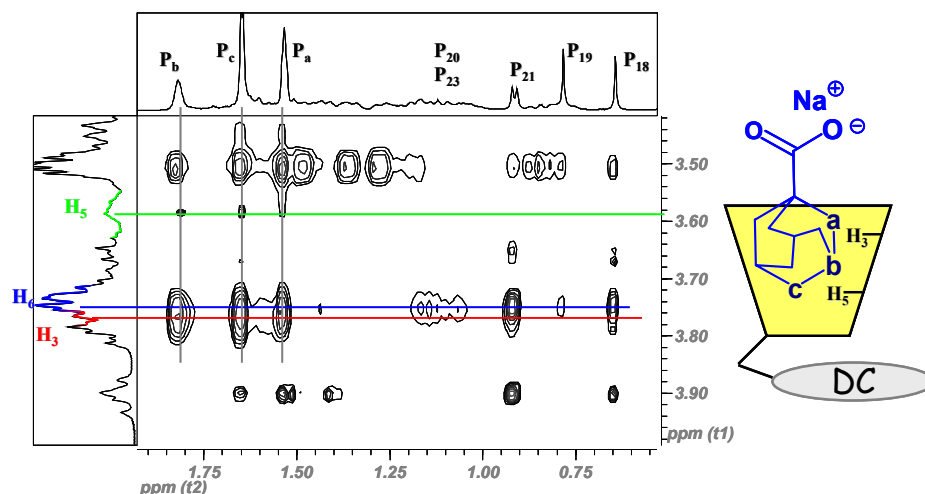 P20
Pb Pc Pa P23 P21 P19 P18
Na⊕
O O⊖
3.50
H5
3.60
a
H3
3.70
b
H6
c
H5
3.80
H3
DC
3.90
ppm (t1)
1.75 1.50 1.25 1.00 0.75
ppm (t2)